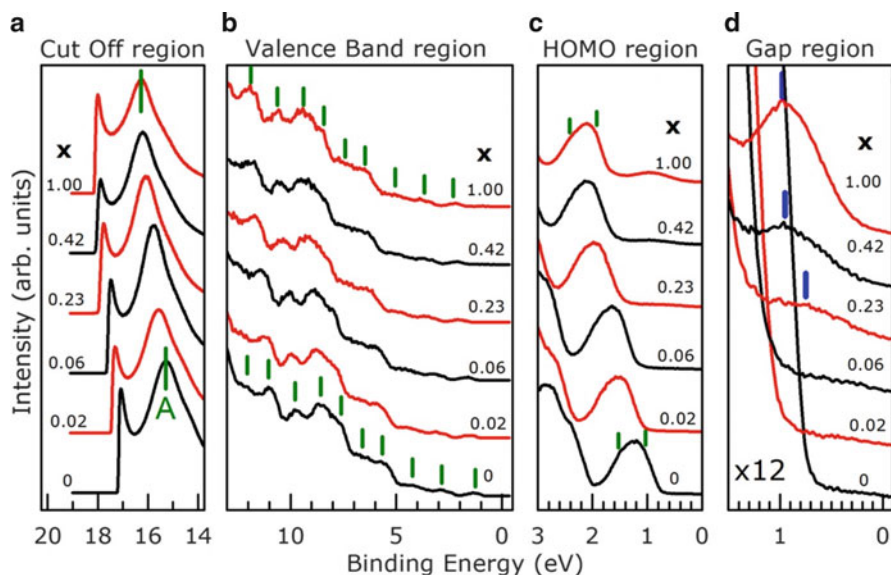 a
Cut Off region
b
Valence Band region
c
HOMO region
d
Gap region
Intensity (arb. units)
x
1.00
0.42
0.23
0.06
0.02
0
A
20 18 16 14
x
1.00
0.42
0.23
0.06
0.02
0
10 5 0
x
1.00
0.42
0.23
0.06
0.02
0
3 2 1 0
x
1.00
0.42
0.23
0.06
0.02
0
x12
1 0
Binding Energy (eV)